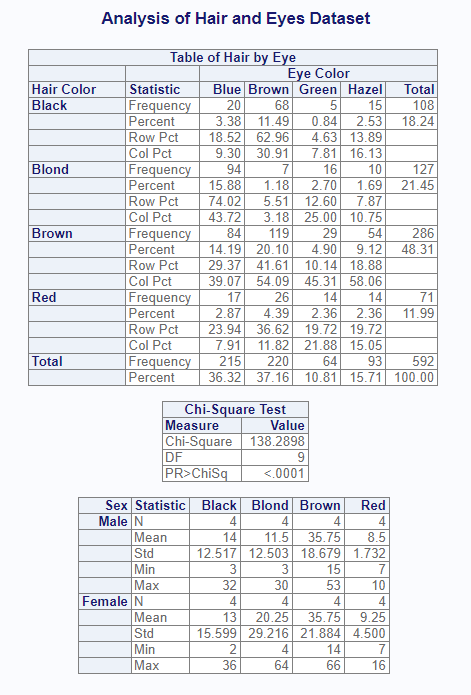 Analysis of Hair and Eyes Dataset
Table of Hair by Eye
Eye Color
Hair Color Statistic Blue Brown Green Hazel Total
Black Frequency 20 68 5 15 108
Percent 3.38 11.49 0.84 2.53 18.24
Row Pct 18.52 62.96 4.63 13.89
Col Pct 9.30 30.91 7.81 16.13
Blond Frequency 94 7 16 10 127
Percent 15.88 1.18 2.70 1.69 21.45
Row Pct 74.02 5.51 12.60 7.87
Col Pct 43.72 3.18 25.00 10.75
Brown Frequency 84 119 29 54 286
Percent 14.19 20.10 4.90 9.12 48.31
Row Pct 29.37 41.61 10.14 18.88
Col Pct 39.07 54.09 45.31 58.06
Red Frequency 17 26 14 14 71
Percent 2.87 4.39 2.36 2.36 11.99
Row Pct 23.94 36.62 19.72 19.72
Col Pct 7.91 11.82 21.88 15.05
Total Frequency 215 220 64 93 592
Percent 36.32 37.16 10.81 15.71 100.00
Chi-Square Test
Measure Value
Chi-Square 138.2898
DF 9
PR>ChiSq <.0001
Sex Statistic Black Blond Brown Red
Male N 4 4 4 4
Mean 14 11.5 35.75 8.5
Std 12.517 12.503 18.679 1.732
Min 3 3 15 7
Max 32 30 53 10
Female N 4 4 4 4
Mean 13 20.25 35.75 9.25
Std 15.599 29.216 21.884 4.500
Min 2 4 14 7
Max 36 64 66 16